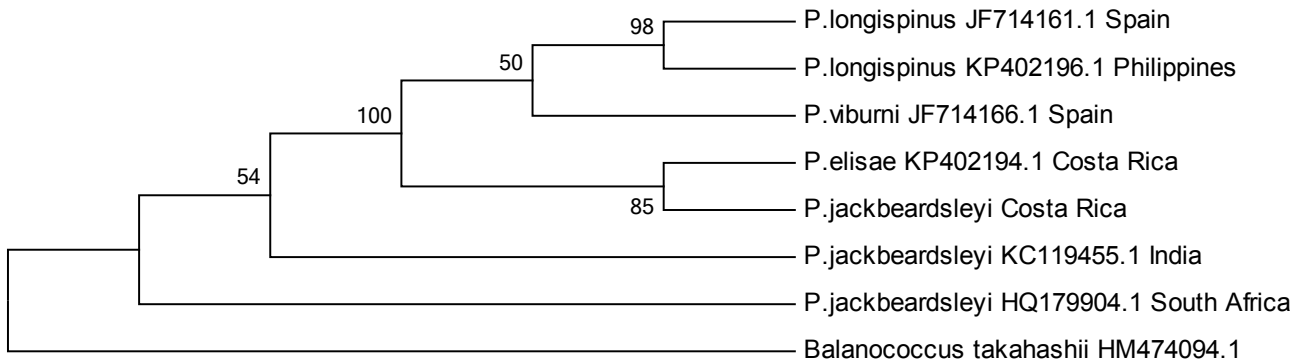 P.longispinus JF714161.1 Spain
98
P.longispinus KP402196.1 Philippines
50
P.viburni JF714166.1 Spain
100
P.elisae KP402194.1 Costa Rica
54
85
P.jackbeardsleyi Costa Rica
P.jackbeardsleyi KC119455.1 India
P.jackbeardsleyi HQ179904.1 South Africa
Balanococcus takahashii HM474094.1